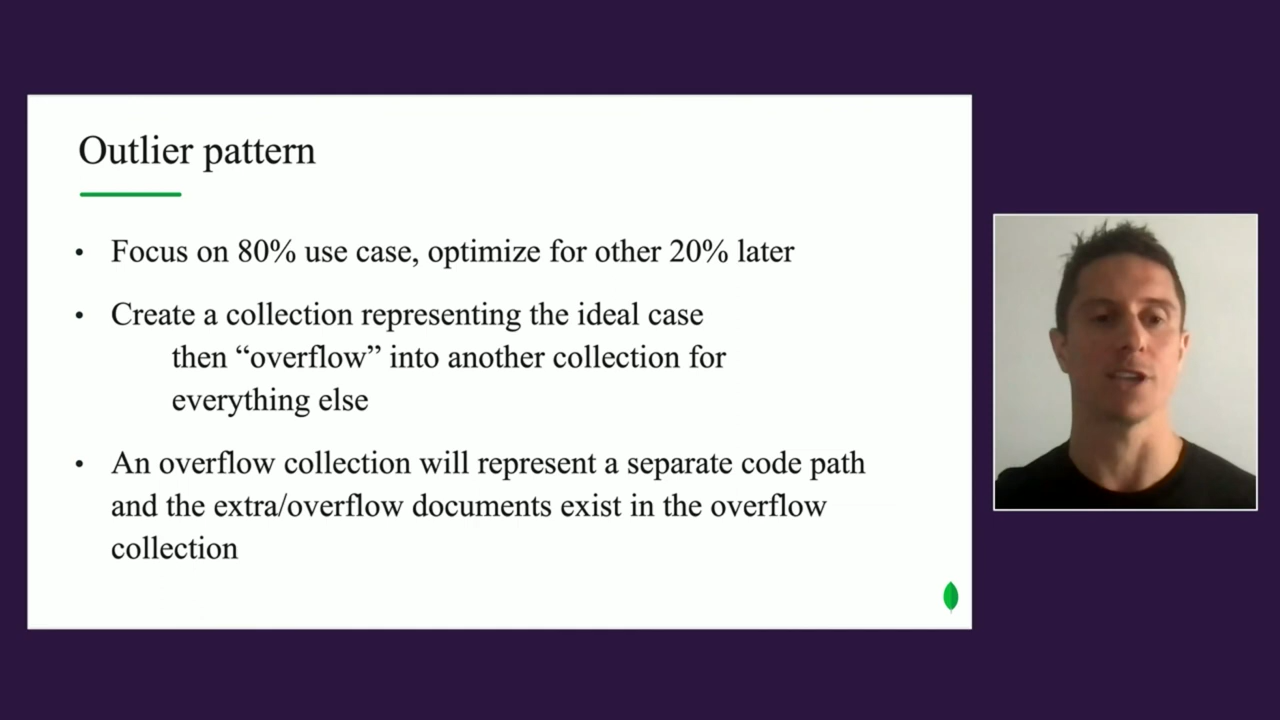 Outlier pattern
• Focus on 80% use case, optimize for other 20% later
• Create a collection representing the ideal case
then “overflow” into another collection for
everything else
• An overflow collection will represent a separate code path
and the extra/overflow documents exist in the overflow
collection